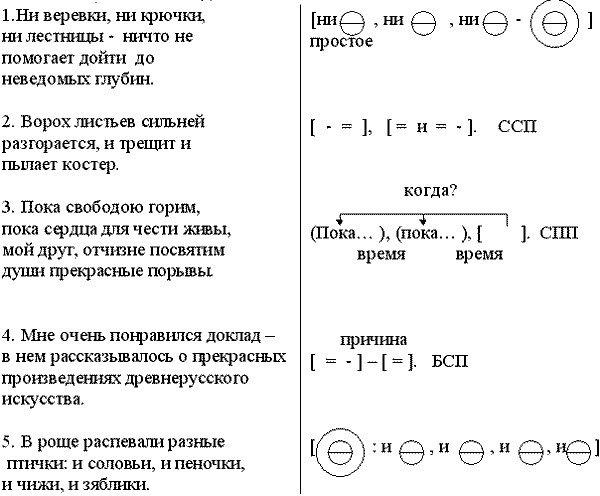 1.Ни веревки, ни крючки,
ни лестницы - ничто не
помогает дойти до
неведомых глубин.
[ни , ни , ни - ]
простое
2. Ворох листьев сильней
разгорается, и трещит и
пылает костер.
[ - = ], [ = и = - ]. ССП
3. Пока свободою горим,
пока сердца для чести живы,
мой друг, отчизне посвятим
души прекрасные порывы.
когда?
(Пока... ), (пока... ), [ ]. СПП
время время
4. Мне очень понравился доклад –
в нем рассказывалось о прекрасных
произведениях древнерусского
искусства.
причина
[ = - ] – [ = ]. БСП
5. В роще распевали разные
птички: и соловьи, и пеночки,
и чижи, и зяблики.
[ : и , и , и , и ]